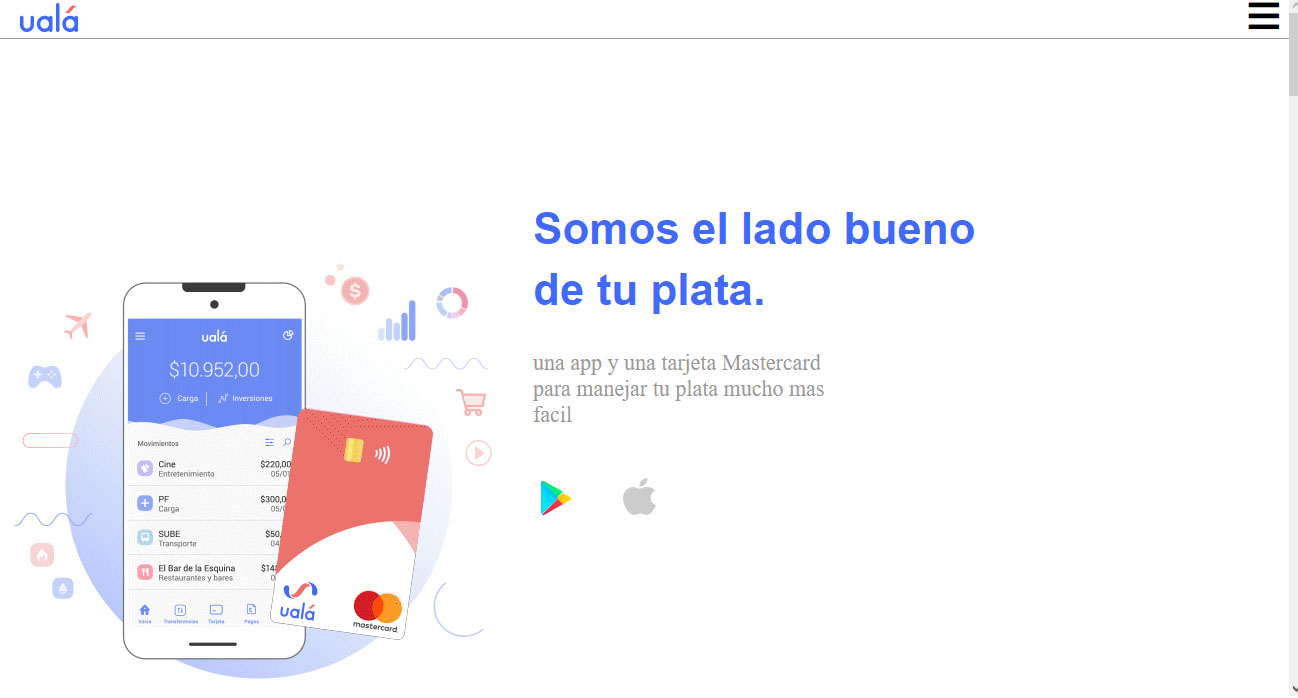 ualá
Somos el lado bueno
de tu plata.
una app y una tarjeta Mastercard
para manejar tu plata mucho mas
facil
$
ualá
$10.952,00
Carga
Inversiones
Movimientos
Cine
$220,00
Entretenimiento
05/01
PF
$300,0
Carga
05/0
SUBE
$50,
Transporte
04
El Bar de la Esquina
$148
Restaurantes y bares
0
Inicio
Transferencias
Tarjeta
Pagos
ualá
mastercard